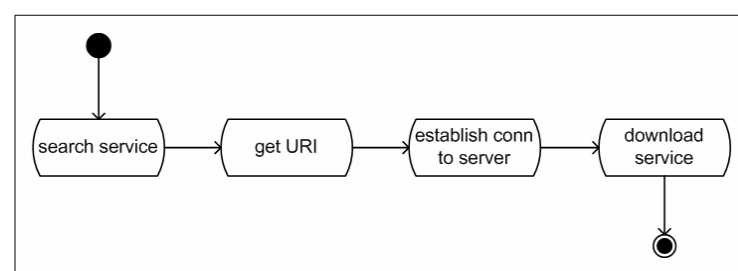 search service
get URI
establish conn
to server
download
service